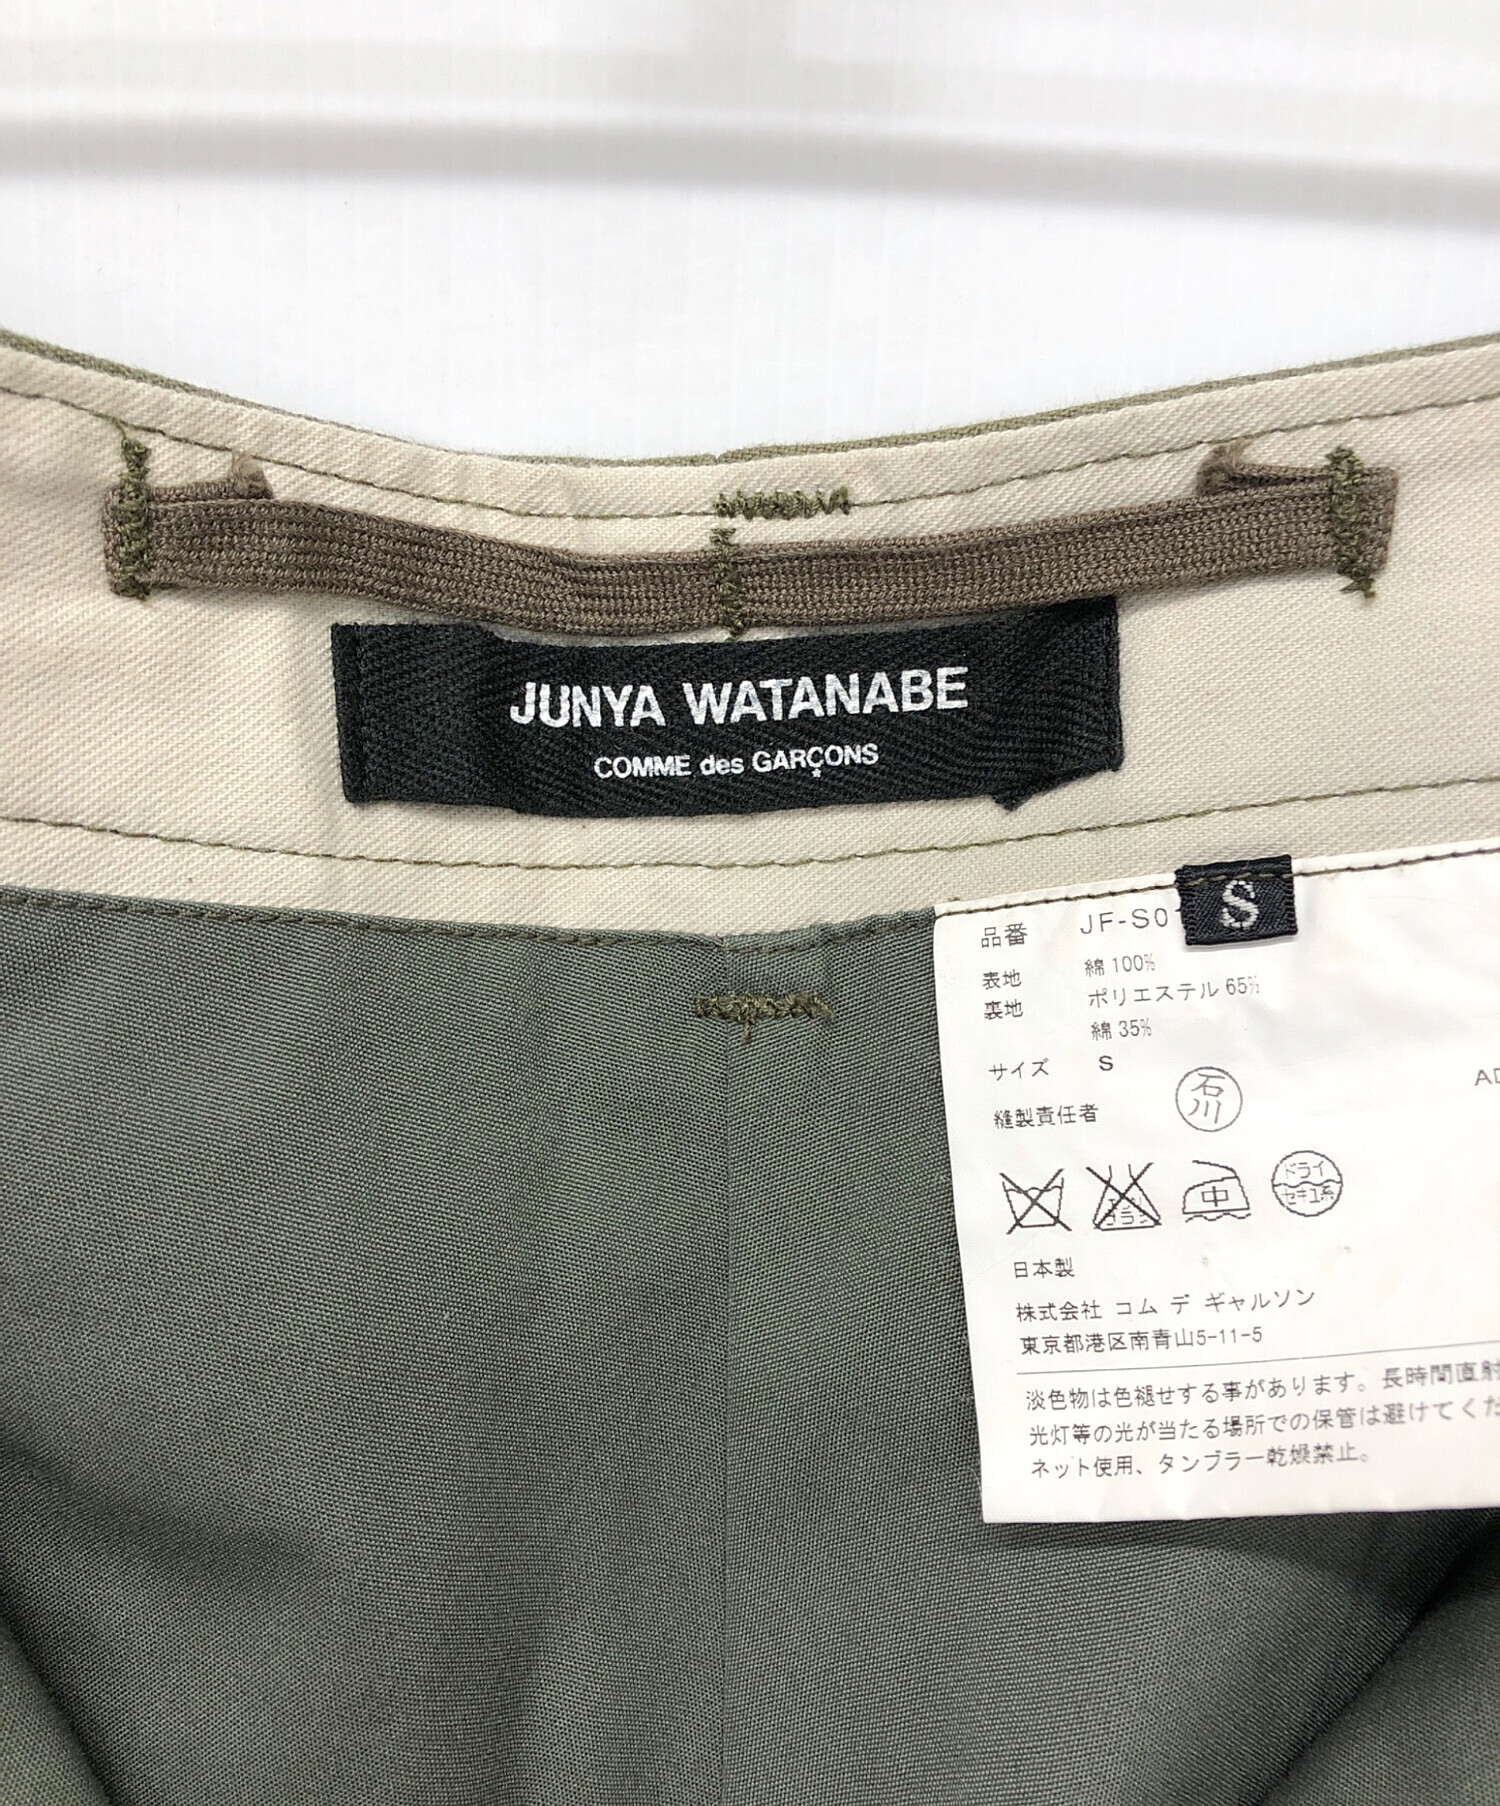 JUNYA WATANABE
COMME des GARÇONS
S
品番 JF-S0
表地 綿 100%
裏地 ポリエステル 65%
綿 35%
サイズ S
縫製責任者 石川
中 ドライ セキユ系
日本製
株式会社 コム デ ギャルソン
東京都港区南青山5-11-5
淡色物は色褪せする事があります。長時間直射
光灯等の光が当たる場所での保管は避けてくだ
ネット使用、タンブラー乾燥禁止。
AD